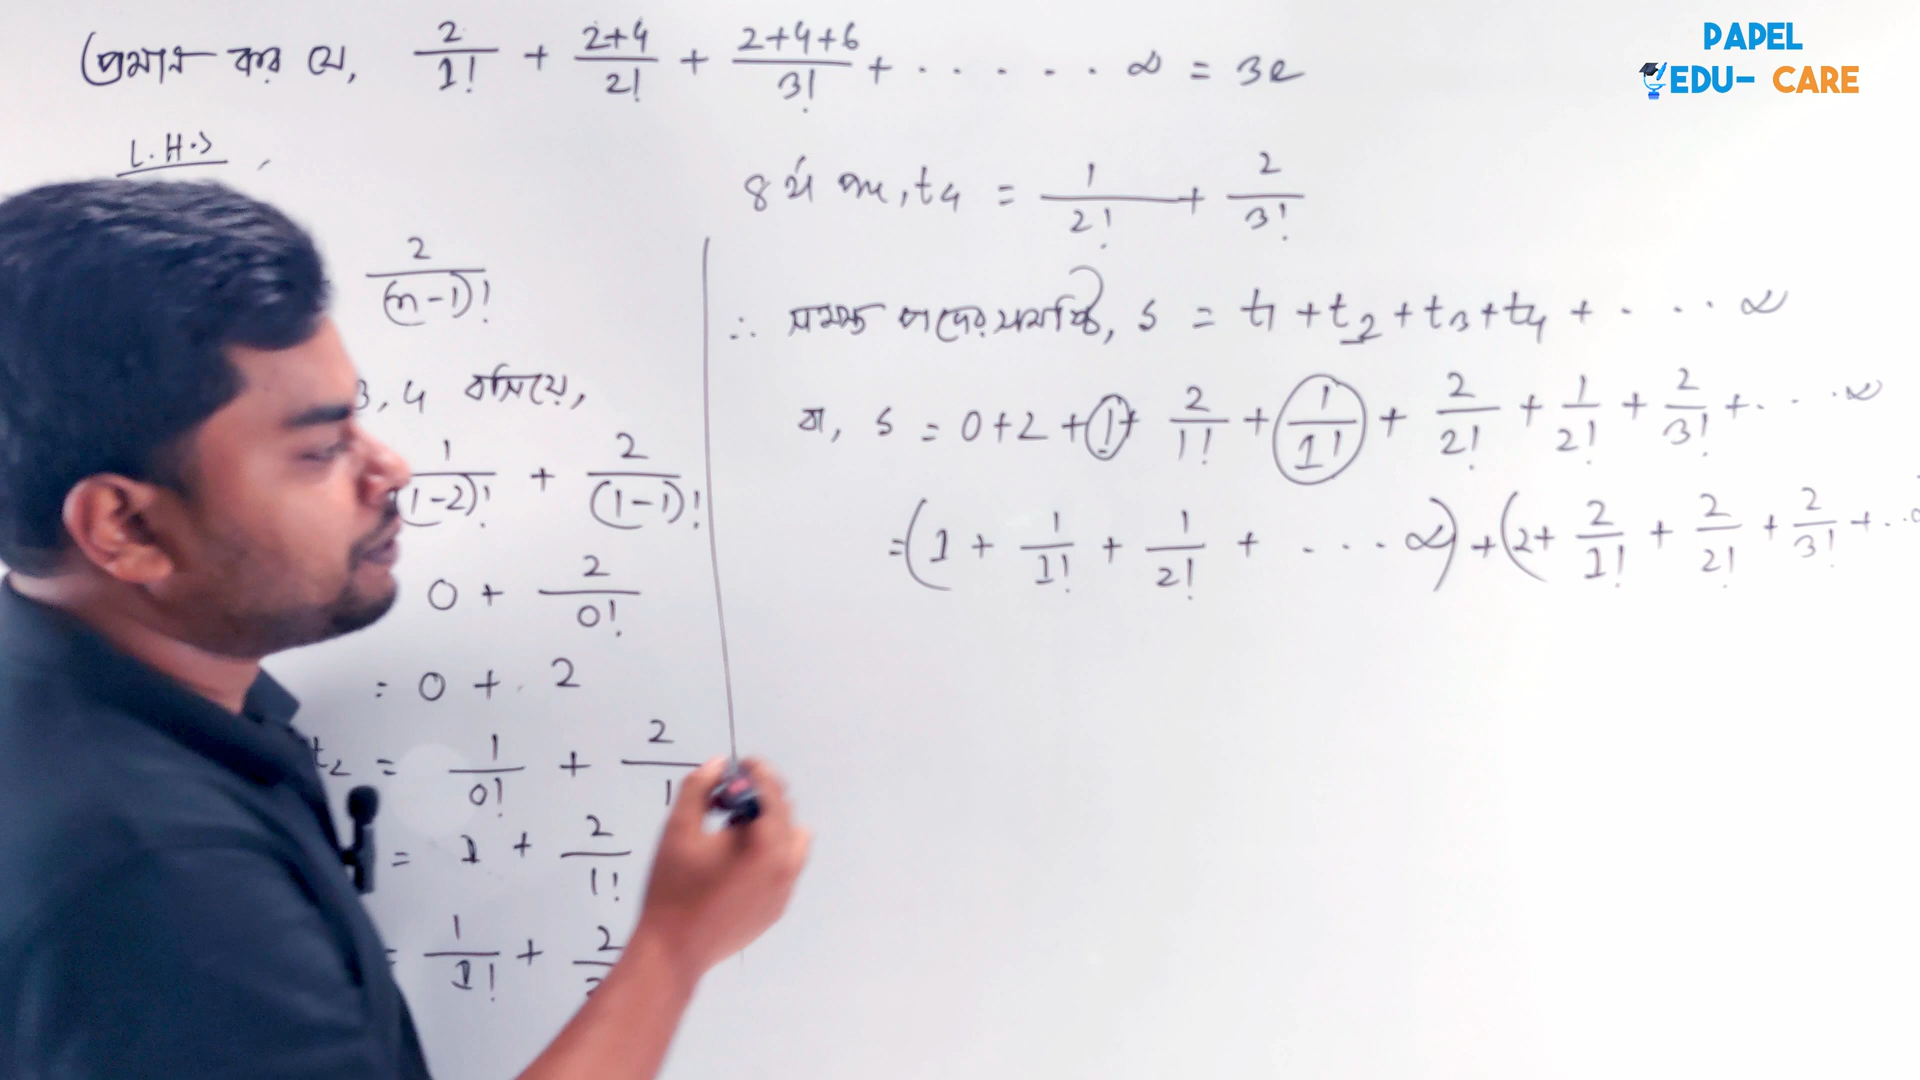 প্রমাণ কর যে, 2/1! + 2+4/2! + 2+4+6/3! + ..... ∞ = 3e
PAPEL
EDU- CARE
L.H.S
2/(n-1)!
3, 4 বসিয়ে,
1/(1-2)! + 2/(1-1)!
0 + 2/0!
= 0 + 2
t2 = 1/0! + 2/1
= 1 + 2/1!
= 1/1! + 2
৪র্থ পদ, t4 = 1/2! + 2/3!
∴ সমস্ত পদের সমষ্টি, S = t1 + t2 + t3 + t4 + .... ∞
বা, S = 0+2+1+ 2/1! + 1/1! + 2/2! + 1/2! + 2/3! + .... ∞
= (1 + 1/1! + 1/2! + .... ∞) + (2+ 2/1! + 2/2! + 2/3! + ..